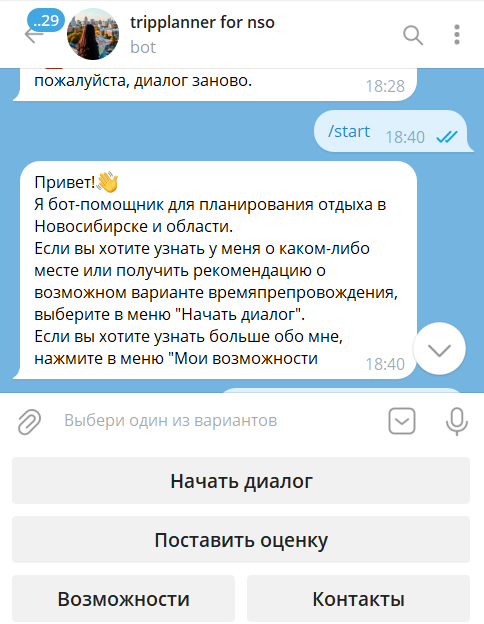 ..29
tripplanner for nso
bot
пожалуйста, диалог заново.
18:28
/start
18:40
Привет!👋
Я бот-помощник для планирования отдыха в
Новосибирске и области.
Если вы хотите узнать у меня о каком-либо
месте или получить рекомендацию о
возможном варианте времяпрепровождения,
выберите в меню "Начать диалог".
Если вы хотите узнать больше обо мне,
нажмите в меню "Мои возможности
18:40
Выбери один из вариантов
Начать диалог
Поставить оценку
Возможности
Контакты